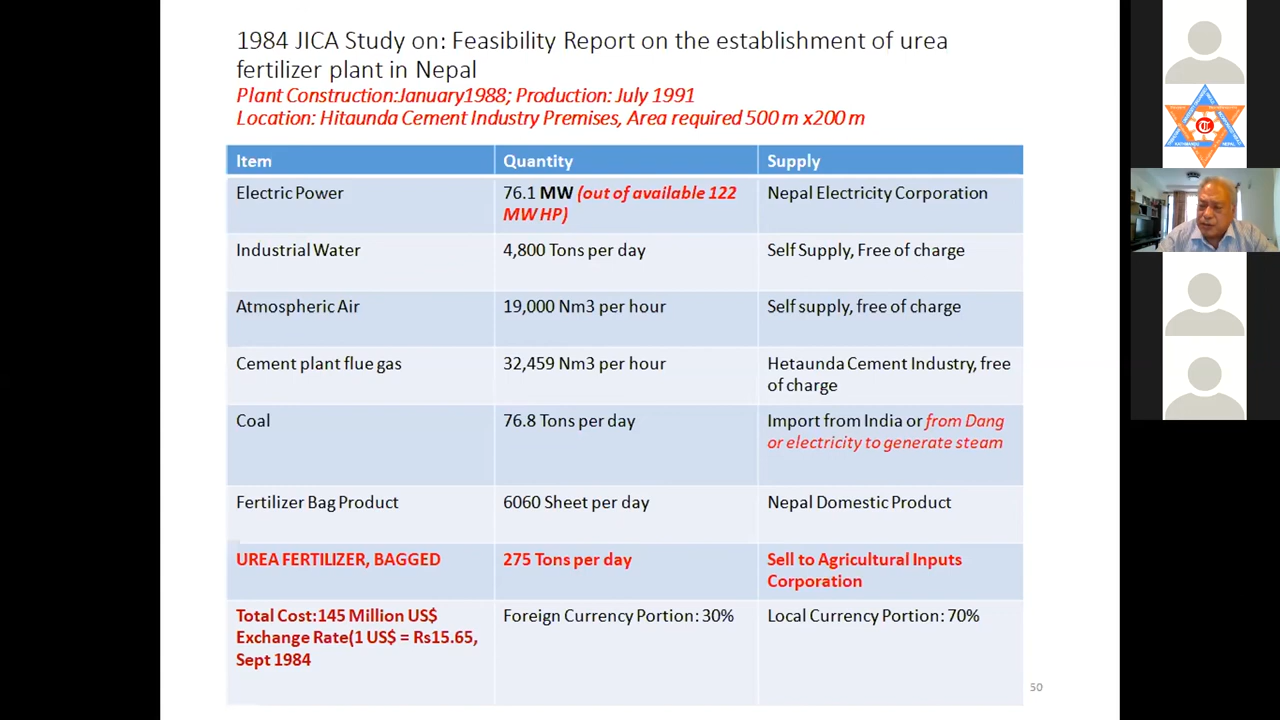 1984 JICA Study on: Feasibility Report on the establishment of urea
fertilizer plant in Nepal
Plant Construction:January1988; Production: July 1991
Location: Hitaunda Cement Industry Premises, Area required 500 m x200 m
Item Quantity Supply
Electric Power 76.1 MW (out of available 122 Nepal Electricity Corporation
MW HP)
Industrial Water 4,800 Tons per day Self Supply, Free of charge
Atmospheric Air 19,000 Nm3 per hour Self supply, free of charge
Cement plant flue gas 32,459 Nm3 per hour Hetaunda Cement Industry, free
of charge
Coal 76.8 Tons per day Import from India or from Dang
or electricity to generate steam
Fertilizer Bag Product 6060 Sheet per day Nepal Domestic Product
UREA FERTILIZER, BAGGED 275 Tons per day Sell to Agricultural Inputs
Corporation
Total Cost:145 Million US$ Foreign Currency Portion: 30% Local Currency Portion: 70%
Exchange Rate(1 US$ = Rs15.65,
Sept 1984
50